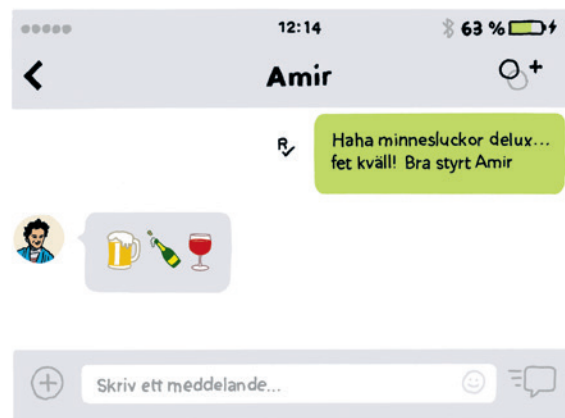 12:14
63 %
Amir
R
Haha minnesluckor delux...
fet kväll! Bra styrt Amir
Skriv ett meddelande...